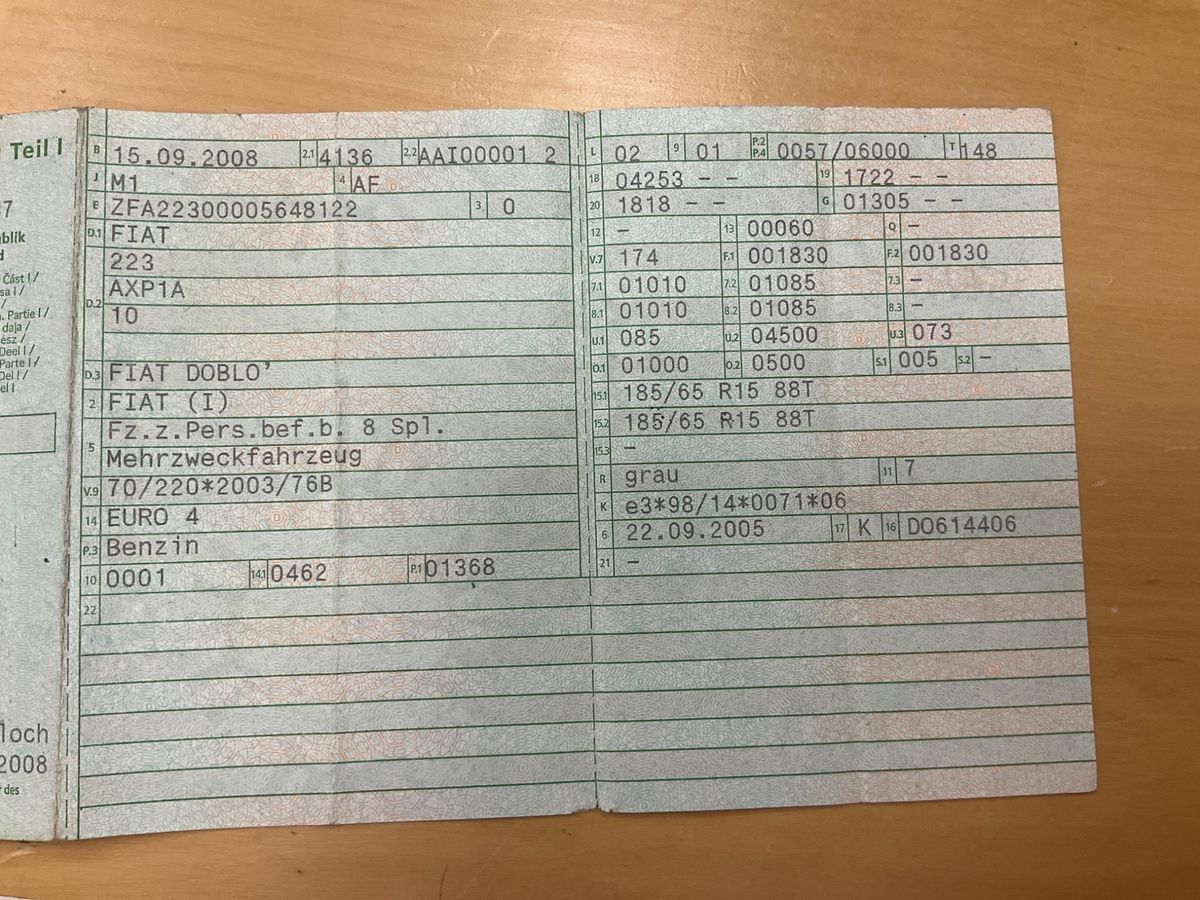 Teil I
7
blik
d
Část I /
sa I /
/
. Partie I /
daļa /
ész /
Deel I /
Parte I /
Del I /
el I
loch
2008
r des
B 15.09.2008 2.1 4136 2.2 AAI00001 2
J M1 4 AF
E ZFA22300005648122 3 0
D.1 FIAT
D.2 223
AXP1A
10
D.3 FIAT DOBLO'
2 FIAT (I)
5 Fz.z.Pers.bef.b. 8 Spl.
Mehrzweckfahrzeug
V.9 70/220*2003/76B
14 EURO 4
P.3 Benzin
10 0001 14.1 0462 P.1 01368
22
L 02 9 01 P.2 P.4 0057/06000 T 148
18 04253 – – 19 1722 – –
20 1818 – – G 01305 – –
12 – 13 00060 Q –
V.7 174 F.1 001830 F.2 001830
7.1 01010 7.2 01085 7.3 –
8.1 01010 8.2 01085 8.3 –
U.1 085 U.2 04500 U.3 073
O.1 01000 O.2 0500 S.1 005 S.2 –
15.1 185/65 R15 88T
15.2 185/65 R15 88T
15.3 –
R grau 11 7
K e3*98/14*0071*06
6 22.09.2005 17 K 16 DO614406
21 –